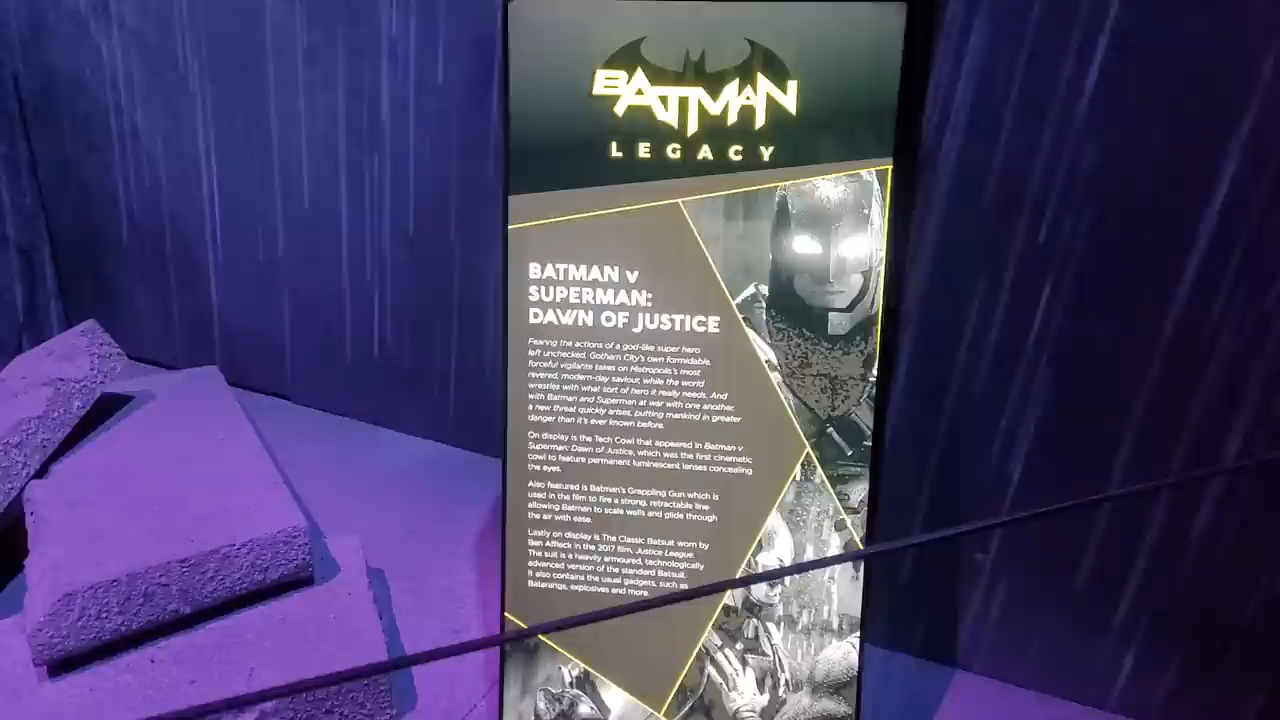 BATMAN
LEGACY
BATMAN v
SUPERMAN:
DAWN OF JUSTICE
Fearing the actions of a god-like super hero
left unchecked, Gotham City's own formidable,
forceful vigilante takes on Metropolis's most
revered, modern-day saviour, while the world
wrestles with what sort of hero it really needs. And
with Batman and Superman at war with one another,
a new threat quickly arises, putting mankind in greater
danger than it's ever known before.
On display is the Tech Cowl that appeared in Batman v
Superman: Dawn of Justice, which was the first cinematic
cowl to feature permanent luminescent lenses concealing
the eyes.
Also featured is Batman's Grappling Gun which is
used in the film to fire a strong, retractable line
allowing Batman to scale walls and glide through
the air with ease.
Lastly on display is The Classic Batsuit worn by
Ben Affleck in the 2017 film, Justice League.
The suit is a heavily armoured, technologically
advanced version of the standard Batsuit.
It also contains the usual gadgets, such as
Batarangs, explosives and more.